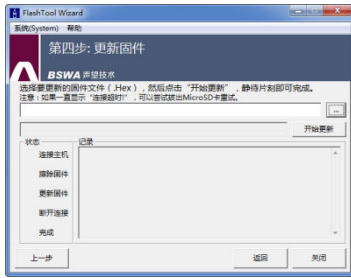 FlashTool Wizard
系统(System) 帮助
第四步: 更新固件
BSWA 声望技术
选择要更新的固件文件（.Hex），然后点击“开始更新”，静待片刻即可完成。
注意：如果一直显示“连接超时!”，可以尝试拔出MicroSD卡重试。
...
开始更新
状态 记录
连接主机
擦除固件
更新固件
断开连接
完成
上一步 返回 关闭